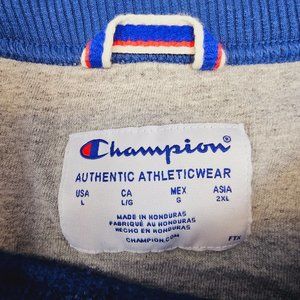 Champion
AUTHENTIC ATHLETICWEAR
USA CA MEX ASIA
L L/G G 2XL
MADE IN HONDURAS
FABRIQUÉ AU HONDURAS
HECHO EN HONDURAS
CHAMPION.COM
FTX